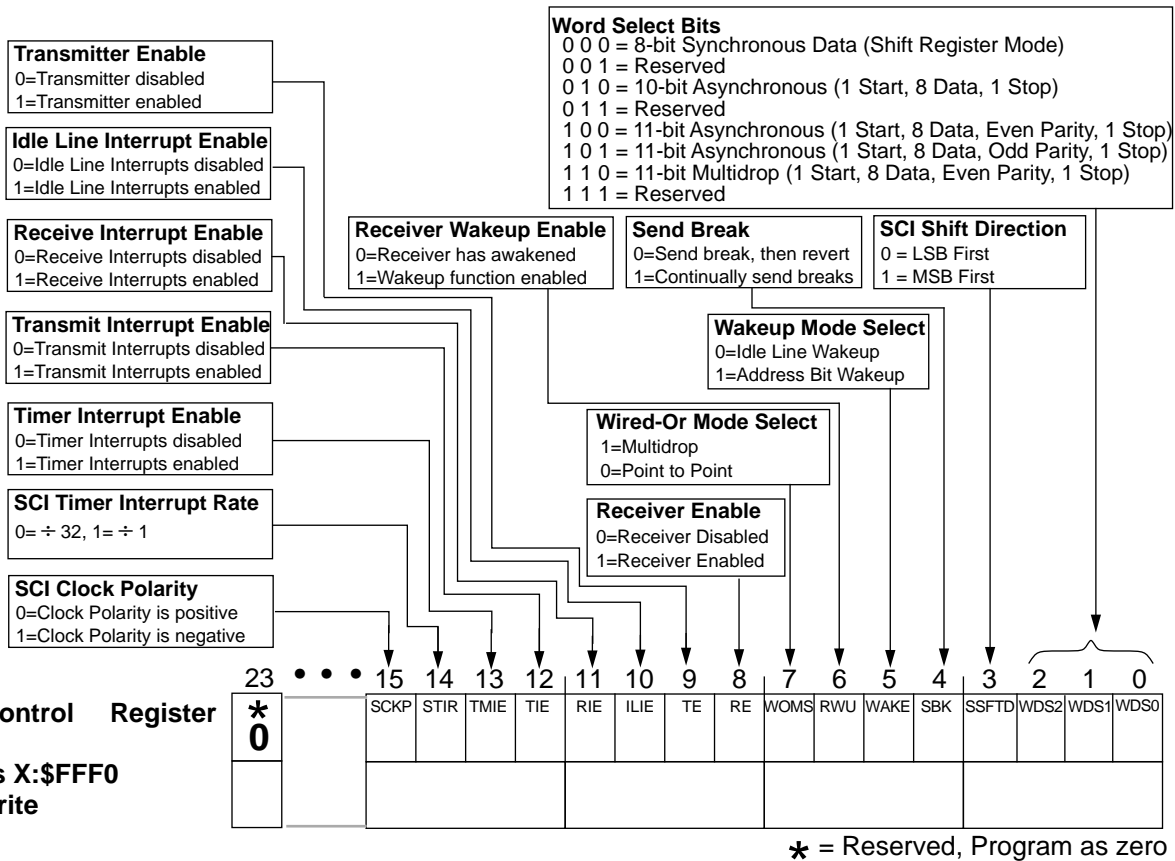 Word Select Bits
0 0 0 = 8-bit Synchronous Data (Shift Register Mode)
0 0 1 = Reserved
0 1 0 = 10-bit Asynchronous (1 Start, 8 Data, 1 Stop)
0 1 1 = Reserved
1 0 0 = 11-bit Asynchronous (1 Start, 8 Data, Even Parity, 1 Stop)
1 0 1 = 11-bit Asynchronous (1 Start, 8 Data, Odd Parity, 1 Stop)
1 1 0 = 11-bit Multidrop (1 Start, 8 Data, Even Parity, 1 Stop)
1 1 1 = Reserved
Transmitter Enable
0=Transmitter disabled
1=Transmitter enabled
Idle Line Interrupt Enable
0=Idle Line Interrupts disabled
1=Idle Line Interrupts enabled
Receive Interrupt Enable
0=Receive Interrupts disabled
1=Receive Interrupts enabled
Receiver Wakeup Enable
0=Receiver has awakened
1=Wakeup function enabled
Send Break
0=Send break, then revert
1=Continually send breaks
SCI Shift Direction
0 = LSB First
1 = MSB First
Transmit Interrupt Enable
0=Transmit Interrupts disabled
1=Transmit Interrupts enabled
Wakeup Mode Select
0=Idle Line Wakeup
1=Address Bit Wakeup
Timer Interrupt Enable
0=Timer Interrupts disabled
1=Timer Interrupts enabled
Wired-Or Mode Select
1=Multidrop
0=Point to Point
SCI Timer Interrupt Rate
0= ÷ 32, 1= ÷ 1
Receiver Enable
0=Receiver Disabled
1=Receiver Enabled
SCI Clock Polarity
0=Clock Polarity is positive
1=Clock Polarity is negative
23 • • • 15 14 13 12 11 10 9 8 7 6 5 4 3 2 1 0
ontrol Register * 0 SCKP STIR TMIE TIE RIE ILIE TE RE WOMS RWU WAKE SBK SSFTD WDS2 WDS1 WDS0
s X:$FFF0
rite
* = Reserved, Program as zero